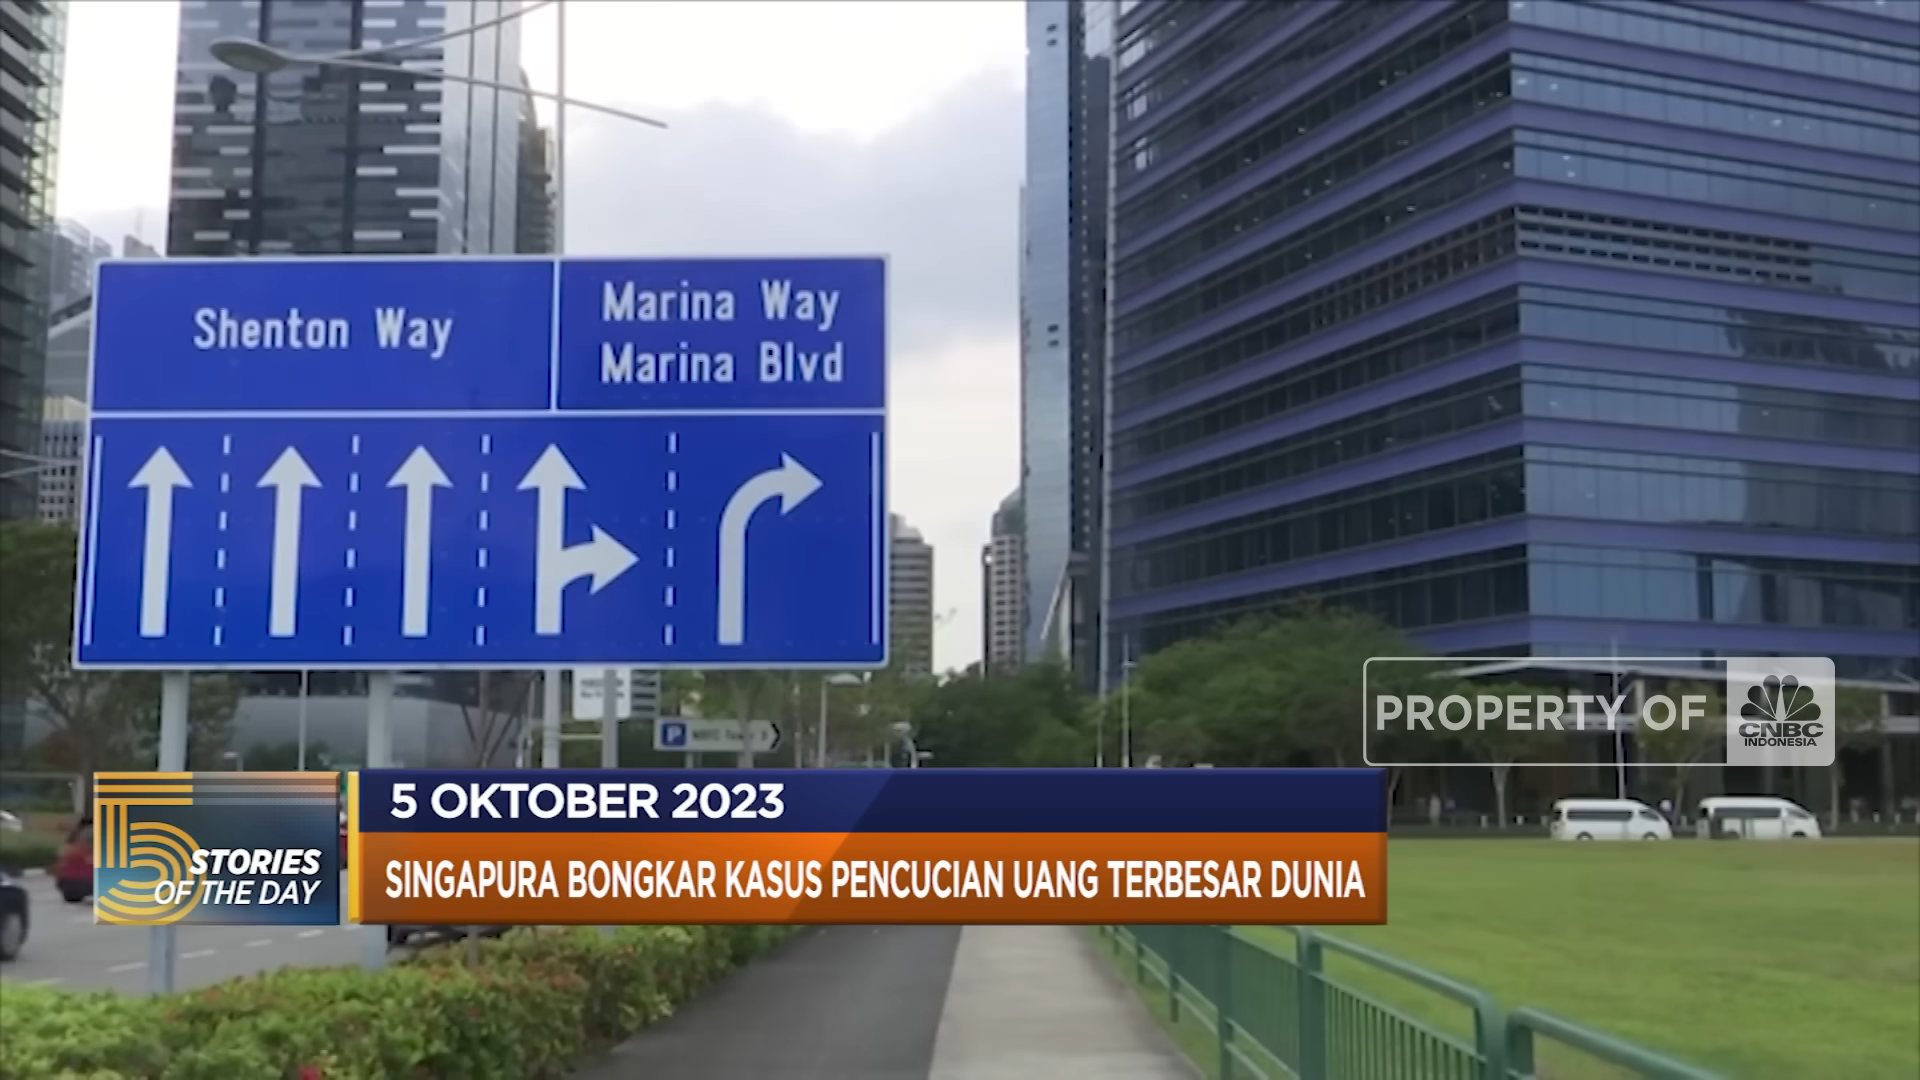 Shenton Way
Marina Way
Marina Blvd
P
PROPERTY OF
CNBC
INDONESIA
5 OKTOBER 2023
5
STORIES
OF THE DAY
SINGAPURA BONGKAR KASUS PENCUCIAN UANG TERBESAR DUNIA